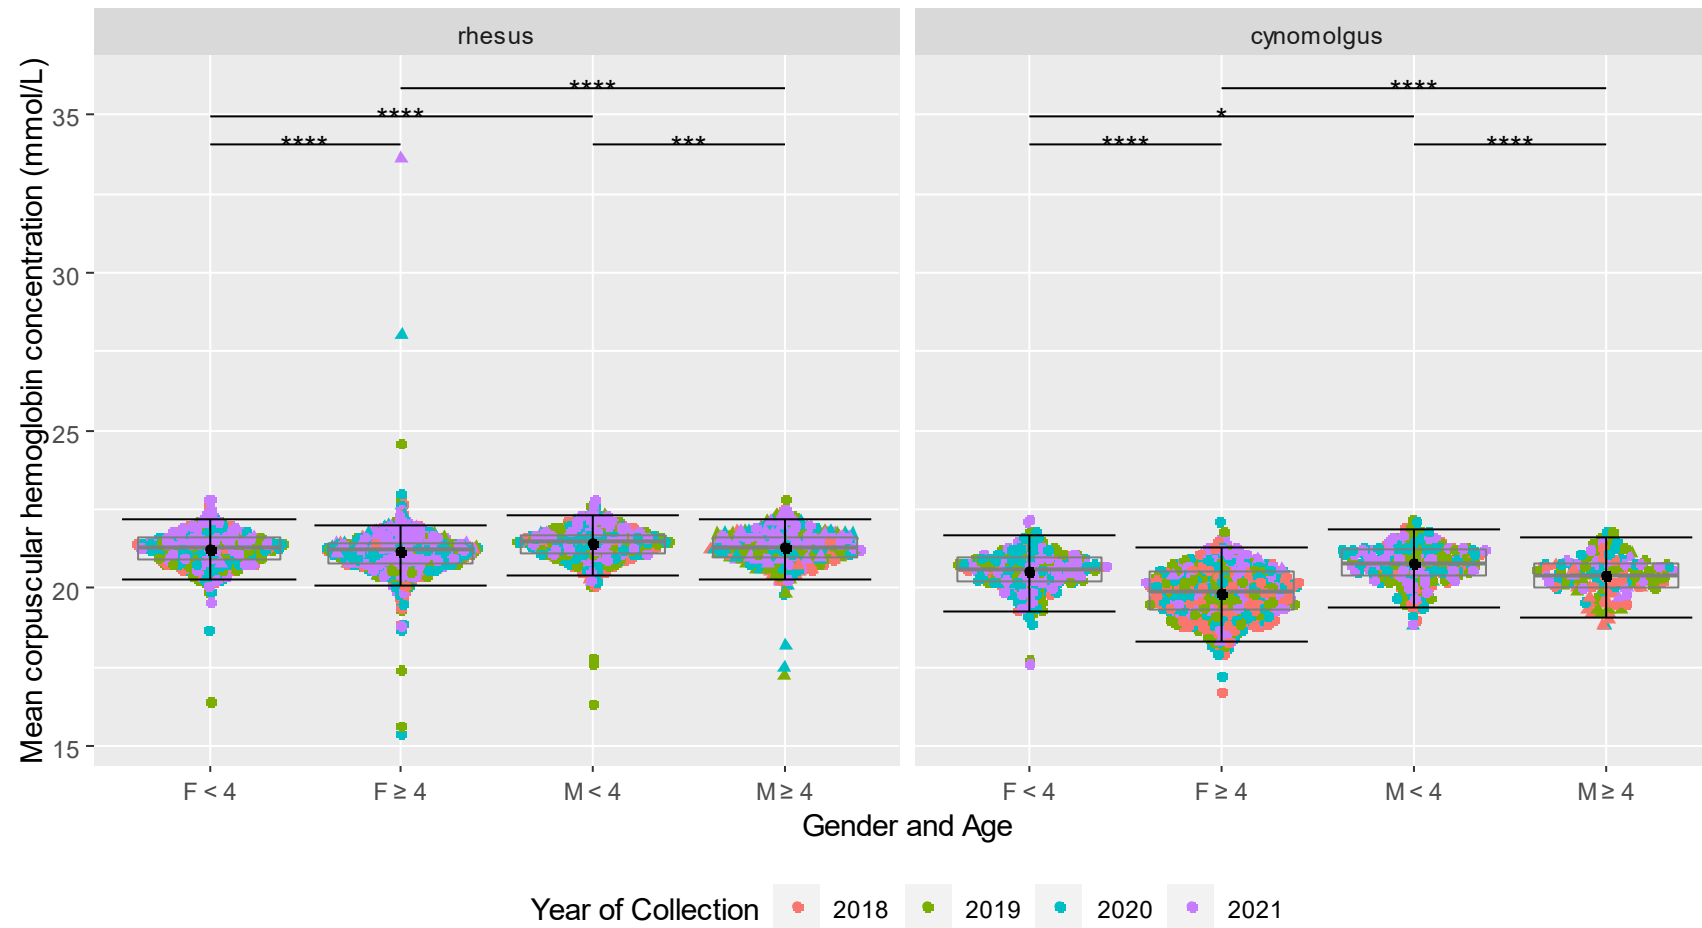 rhesus
cynomolgus
Mean corpuscular hemoglobin concentration (mmol/L)
35
30
25
20
15
****
****
****
***
****
*
****
****
F < 4
F ≥ 4
M < 4
M ≥ 4
F < 4
F ≥ 4
M < 4
M ≥ 4
Gender and Age
Year of Collection 2018 2019 2020 2021